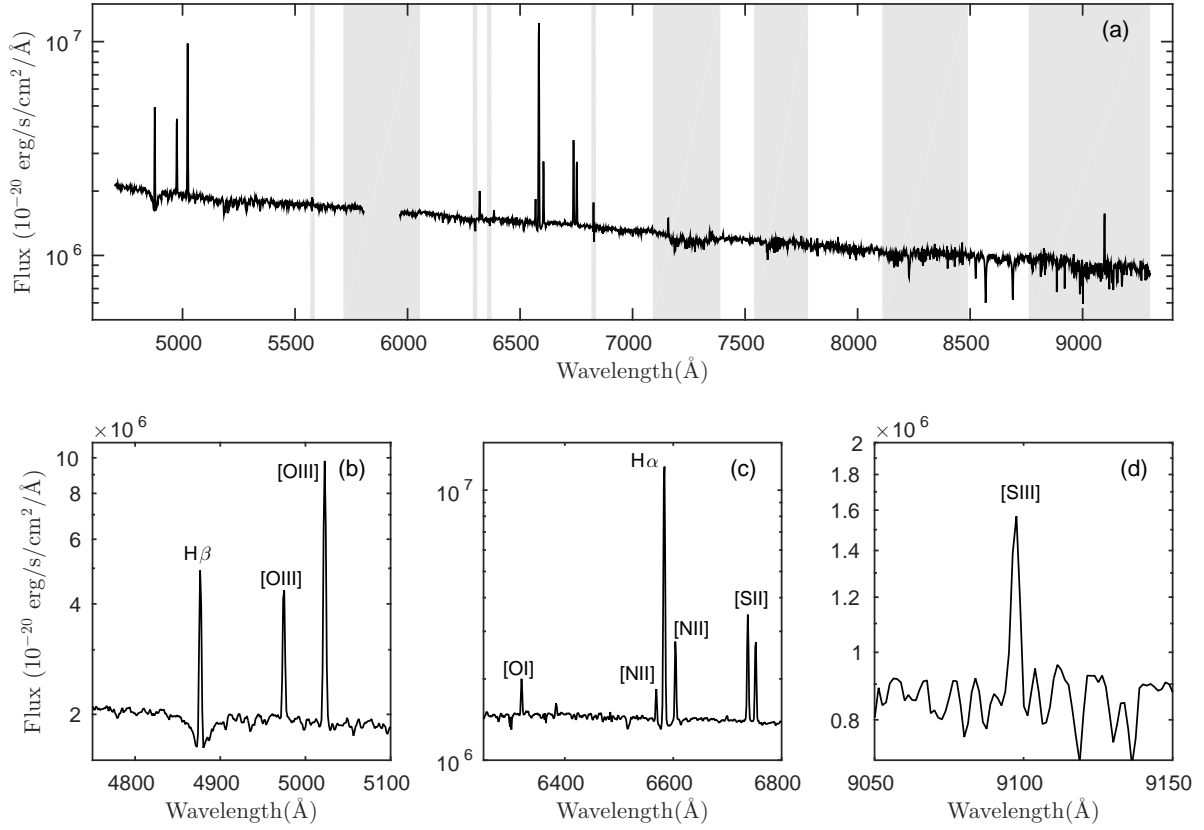 (a)
10⁷
10⁶
Flux (10⁻²⁰ erg/s/cm²/Å)
5000 5500 6000 6500 7000 7500 8000 8500 9000
Wavelength(Å)
×10⁶
(b)
10
8
6
4
2
Flux (10⁻²⁰ erg/s/cm²/Å)
Hβ
[OIII]
[OIII]
4800 4900 5000 5100
Wavelength(Å)
(c)
10⁷
10⁶
[OI]
[NII]
Hα
[NII]
[SII]
6400 6600 6800
Wavelength(Å)
×10⁶
(d)
2
1.8
1.6
1.4
1.2
1
0.8
[SIII]
9050 9100 9150
Wavelength(Å)